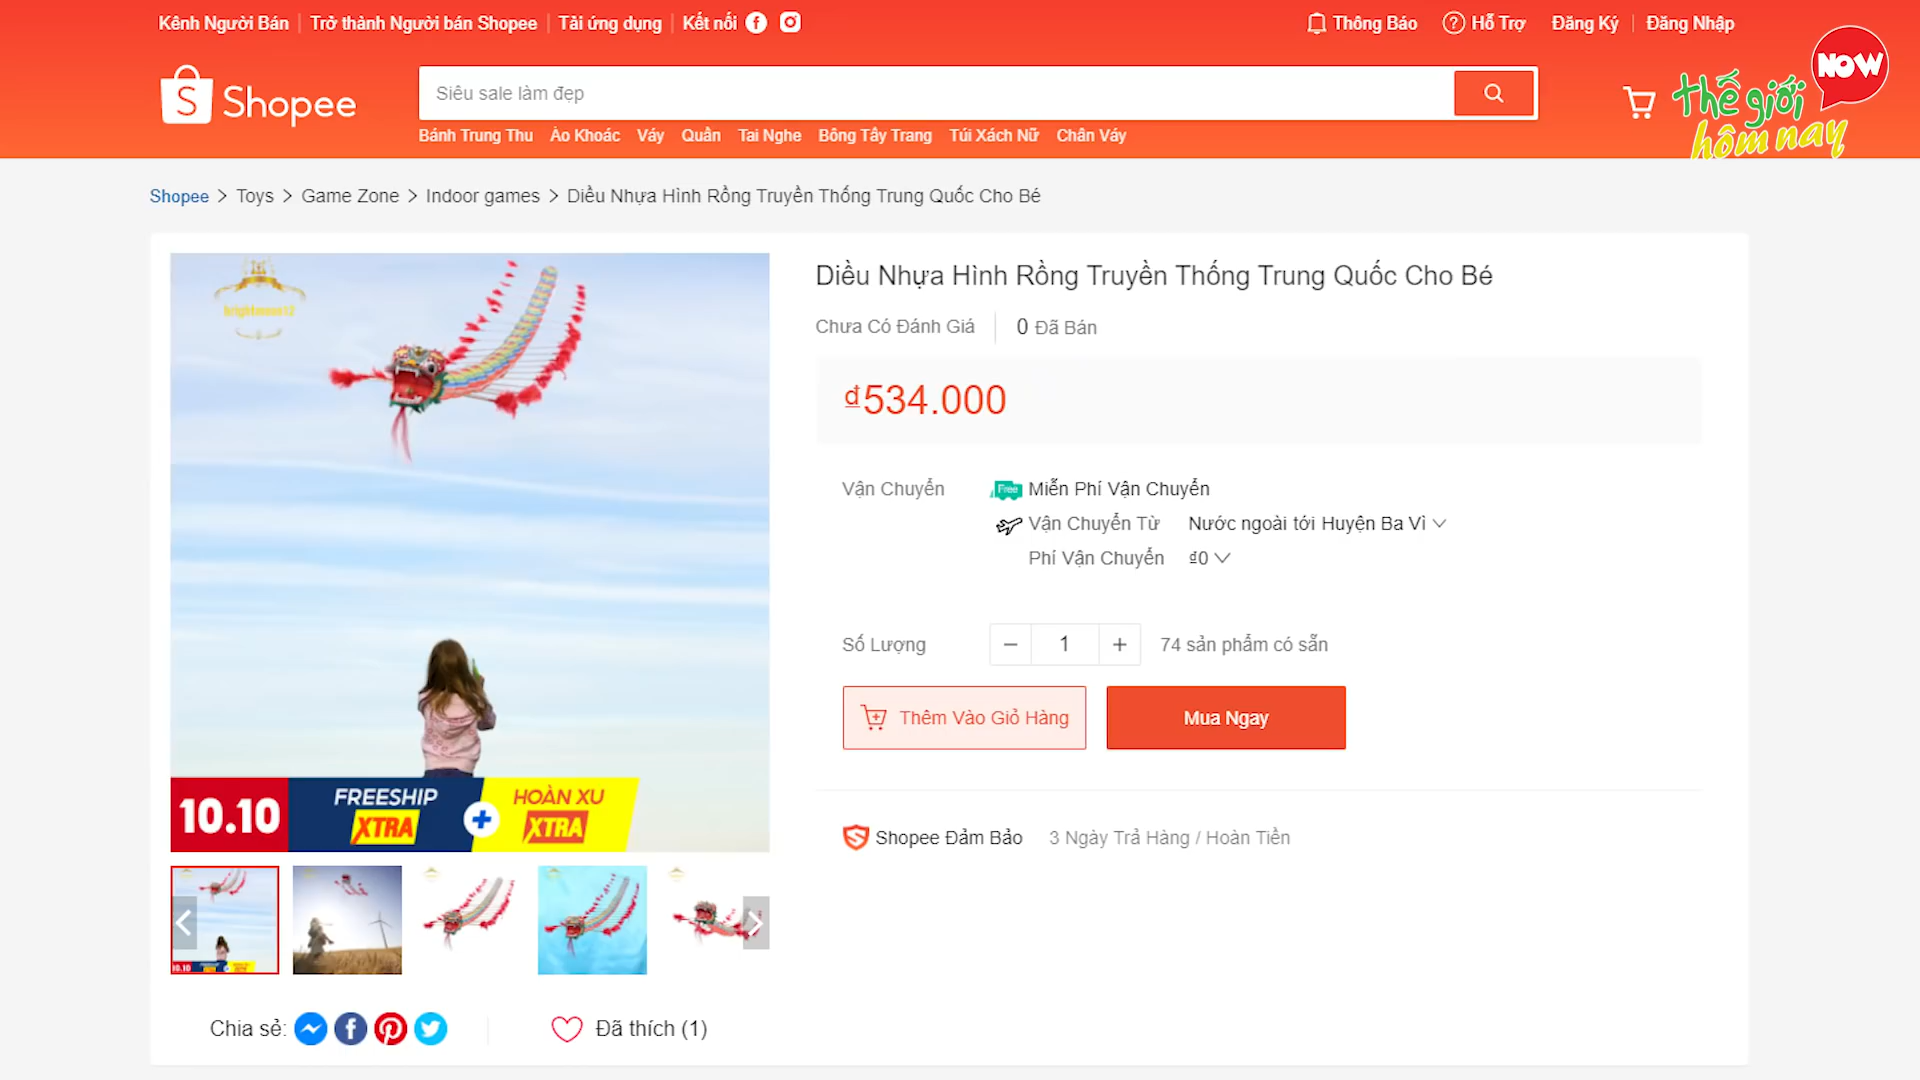 Kênh Người Bán Trở thành Người bán Shopee Tải ứng dụng Kết nối
Thông Báo Hỗ Trợ Đăng Ký Đăng Nhập
NOW
thế giới
hôm nay
Shopee
Siêu sale làm đẹp
Bánh Trung Thu Áo Khoác Váy Quần Tai Nghe Bông Tẩy Trang Túi Xách Nữ Chân Váy
Shopee > Toys > Game Zone > Indoor games > Diều Nhựa Hình Rồng Truyền Thống Trung Quốc Cho Bé
Diều Nhựa Hình Rồng Truyền Thống Trung Quốc Cho Bé
Chưa Có Đánh Giá 0 Đã Bán
₫534.000
Vận Chuyển Free Miễn Phí Vận Chuyển
Vận Chuyển Từ Nước ngoài tới Huyện Ba Vì
Phí Vận Chuyển ₫0
Số Lượng 1 74 sản phẩm có sẵn
Thêm Vào Giỏ Hàng Mua Ngay
Shopee Đảm Bảo 3 Ngày Trả Hàng / Hoàn Tiền
10.10 FREESHIP XTRA + HOÀN XU XTRA
Chia sẻ: Đã thích (1)